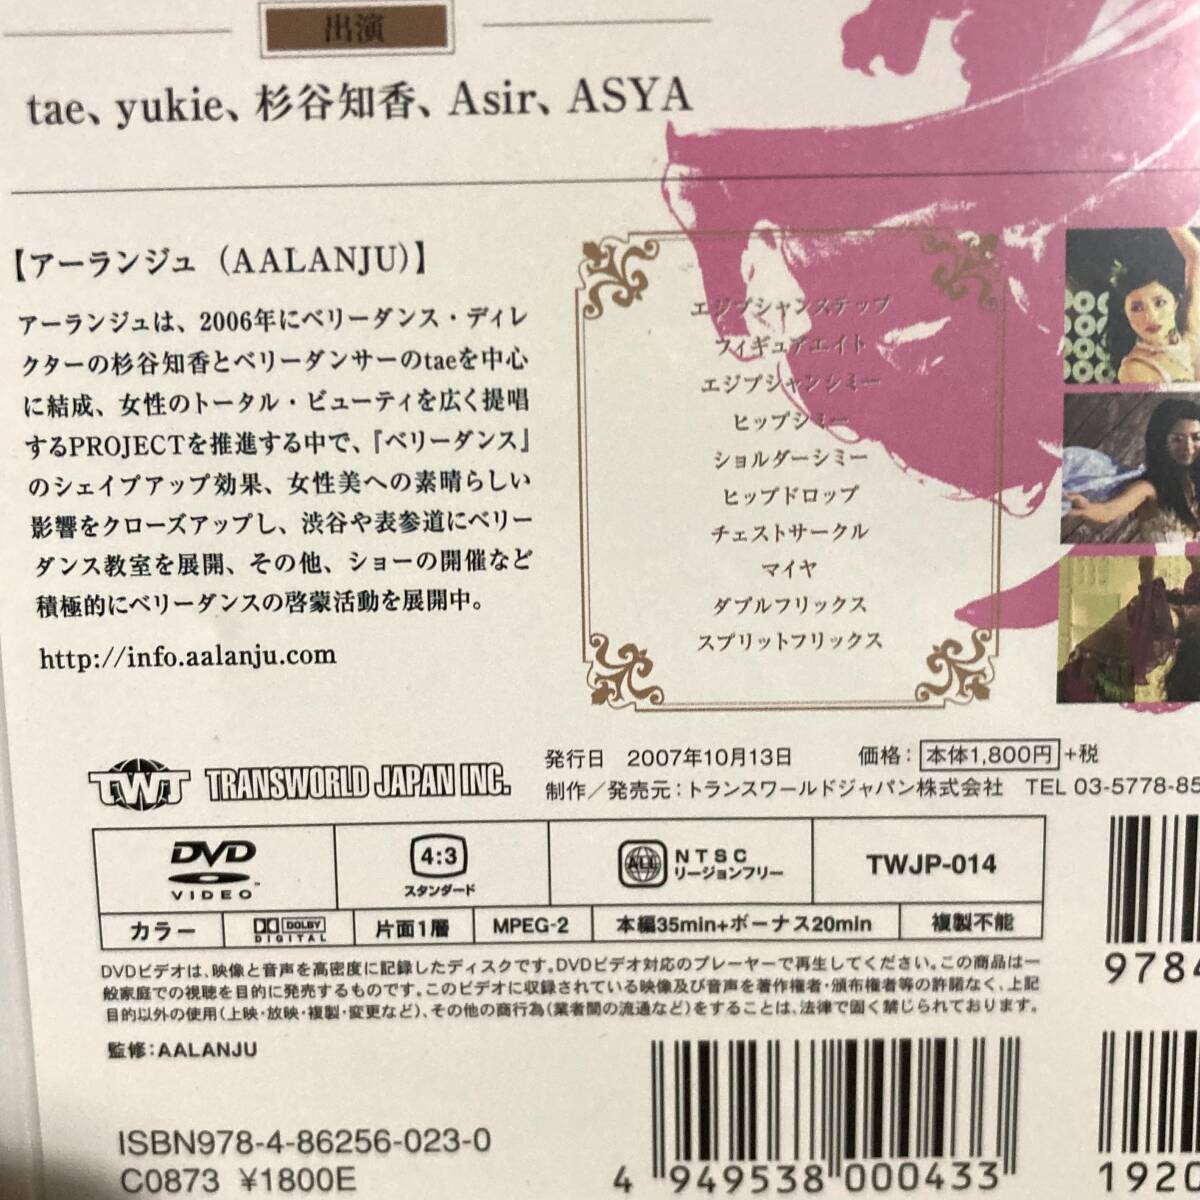 出演
tae、yukie、杉谷知香、Asir、ASYA
【アーランジュ（AALANJU）】
アーランジュは、2006年にベリーダンス・ディレ
クターの杉谷知香とベリーダンサーのtaeを中心
に結成、女性のトータル・ビューティを広く提唱
するPROJECTを推進する中で、『ベリーダンス』
のシェイプアップ効果、女性美への素晴らしい
影響をクローズアップし、渋谷や表参道にベリー
ダンス教室を展開、その他、ショーの開催など
積極的にベリーダンスの啓蒙活動を展開中。
http://info.aalanju.com
エジプシャンステップ
フィギュアエイト
エジプシャンシミー
ヒップシミー
ショルダーシミー
ヒップドロップ
チェストサークル
マイヤ
ダブルフリックス
スプリットフリックス
TWJ TRANSWORLD JAPAN INC.
発行日 2007年10月13日 価格：本体1,800円+税
制作／発売元：トランスワールドジャパン株式会社 TEL 03-5778-85
DVD VIDEO™
4:3 スタンダード
ALL NTSC リージョンフリー
TWJP-014
カラー DOLBY DIGITAL 片面1層 MPEG-2 本編35min+ボーナス20min 複製不能
DVDビデオは、映像と音声を高密度に記録したディスクです。DVDビデオ対応のプレーヤーで再生してください。この商品は一
般家庭での視聴を目的に発売するものです。このビデオに収録されている映像及び音声を著作権者・頒布権者等の許諾なく、上記
目的以外の使用（上映・放映・複製・変更など）、その他の商行為（業者間の流通など）をすることは、法律で固く禁じられております。
監修：AALANJU
ISBN978-4-86256-023-0
C0873 ¥1800E
4 949538 000433
9784
1920